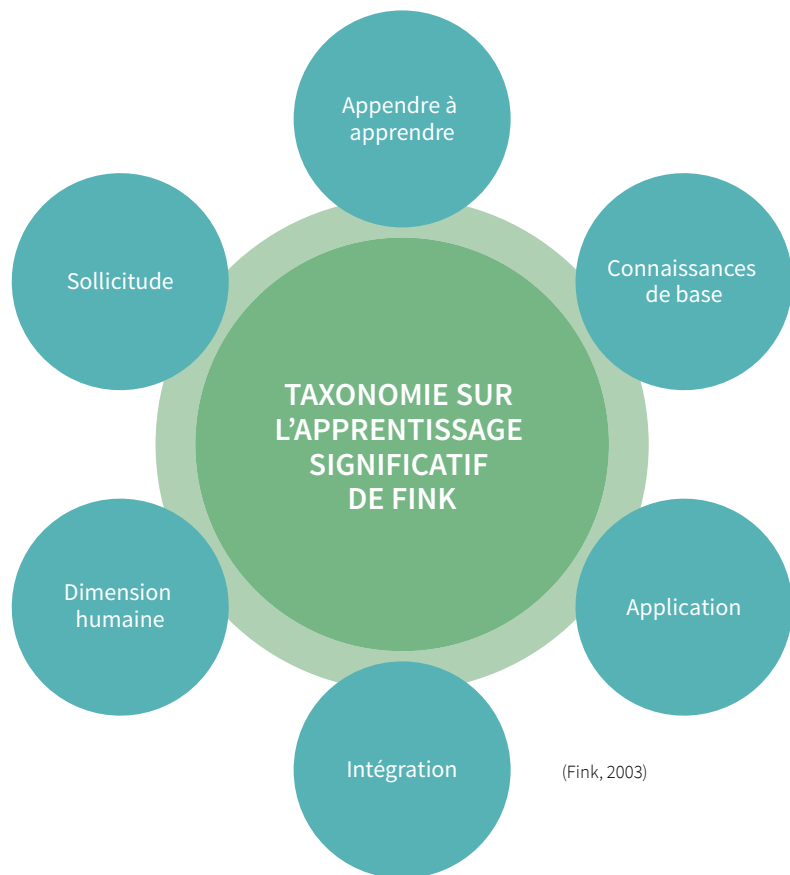 Appendre à
apprendre
Connaissances
de base
Sollicitude
TAXONOMIE SUR
L’APPRENTISSAGE
SIGNIFICATIF
DE FINK
Dimension
humaine
Application
Intégration
(Fink, 2003)